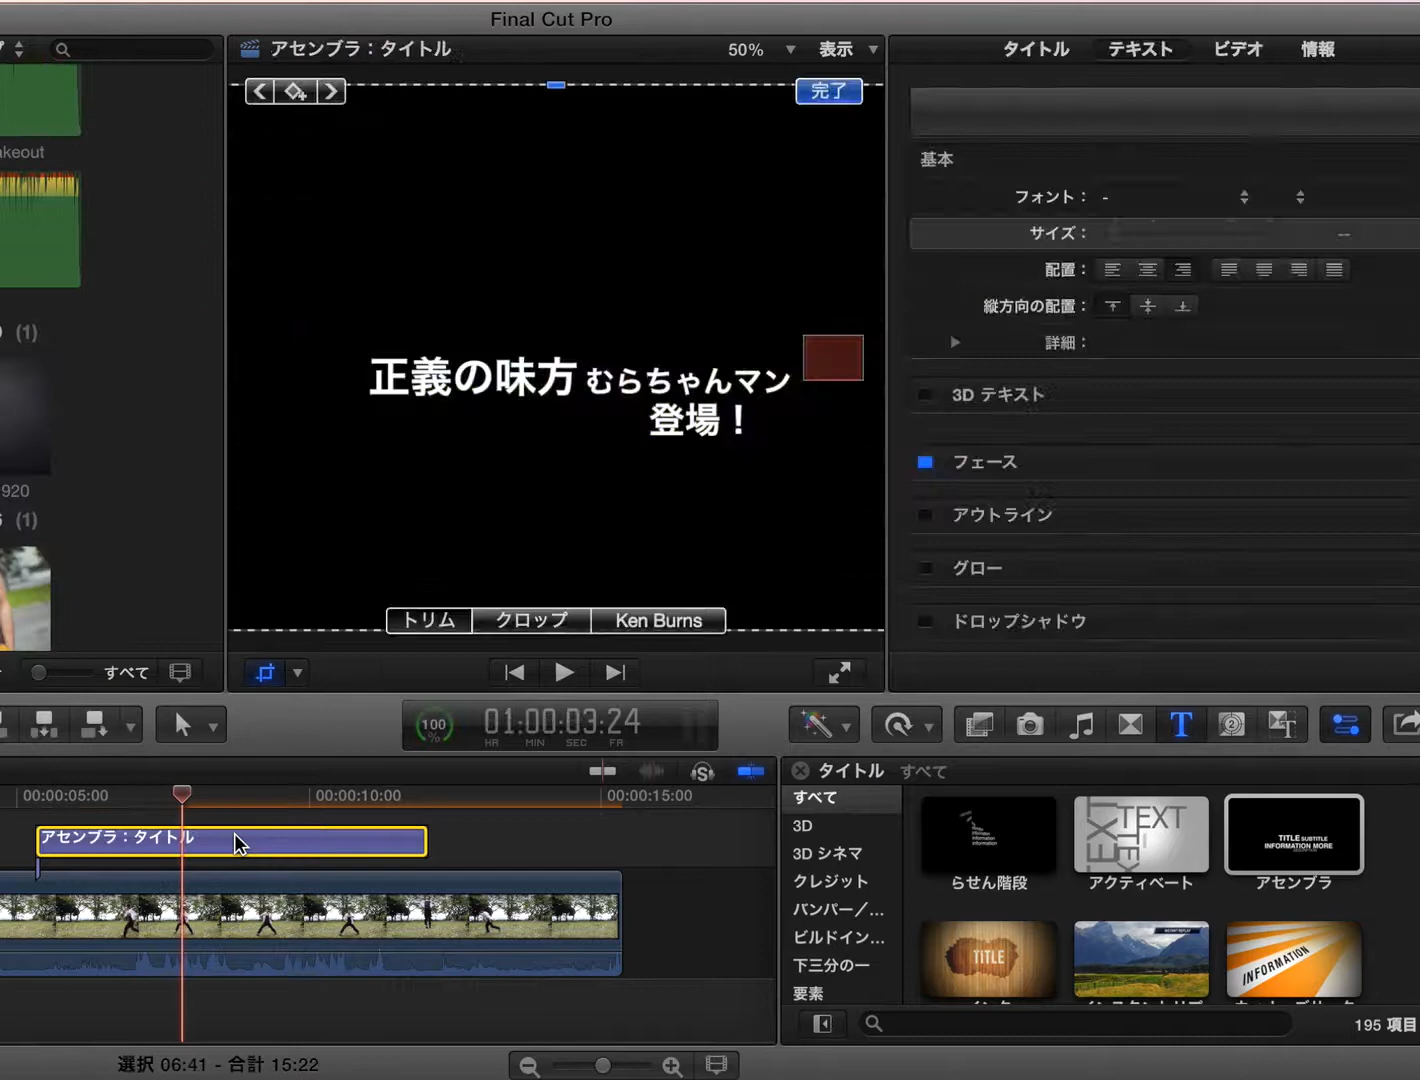 Final Cut Pro
アセンブラ：タイトル
50%
表示
タイトル
テキスト
ビデオ
情報
完了
akeout
基本
フォント： -
サイズ：
--
配置：
縦方向の配置：
詳細：
(1)
正義の味方 むらちゃんマン
登場！
3D テキスト
フェース
アウトライン
グロー
ドロップシャドウ
920
(1)
トリム
クロップ
Ken Burns
すべて
100
%
01:00:03:24
HR MIN SEC FR
00:00:05:00
00:00:10:00
00:00:15:00
アセンブラ：タイトル
タイトル
すべて
すべて
3D
3D シネマ
クレジット
バンパー／...
ビルドイン...
下三分の一
要素
TEXT
TEXT
TITLE SUBTITLE
INFORMATION MORE
らせん階段
アクティベート
アセンブラ
TITLE
INFORMATION
195 項目
選択 06:41 - 合計 15:22